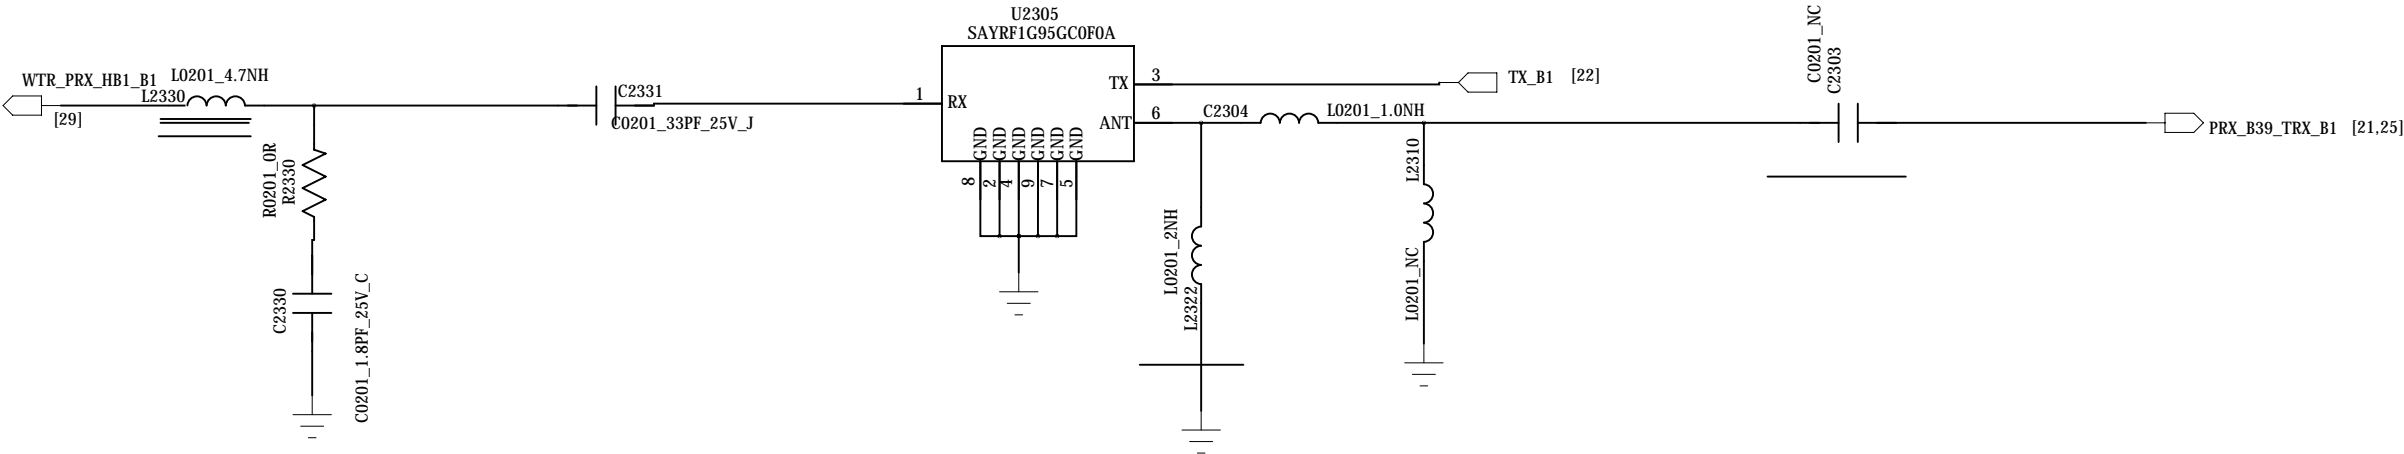 U2305
SAYRF1G95GC0F0A
WTR_PRX_HB1_B1
L0201_4.7NH
L2330
[29]
R0201_0R
R2330
C2330
C0201_1.8PF_25V_C
C2331
C0201_33PF_25V_J
1
RX
TX
3
ANT
6
GND
GND
GND
GND
GND
GND
8
2
4
9
7
5
TX_B1 [22]
C2304
L0201_1.0NH
L0201_2NH
L2322
L2310
L0201_NC
C0201_NC
C2303
PRX_B39_TRX_B1 [21,25]